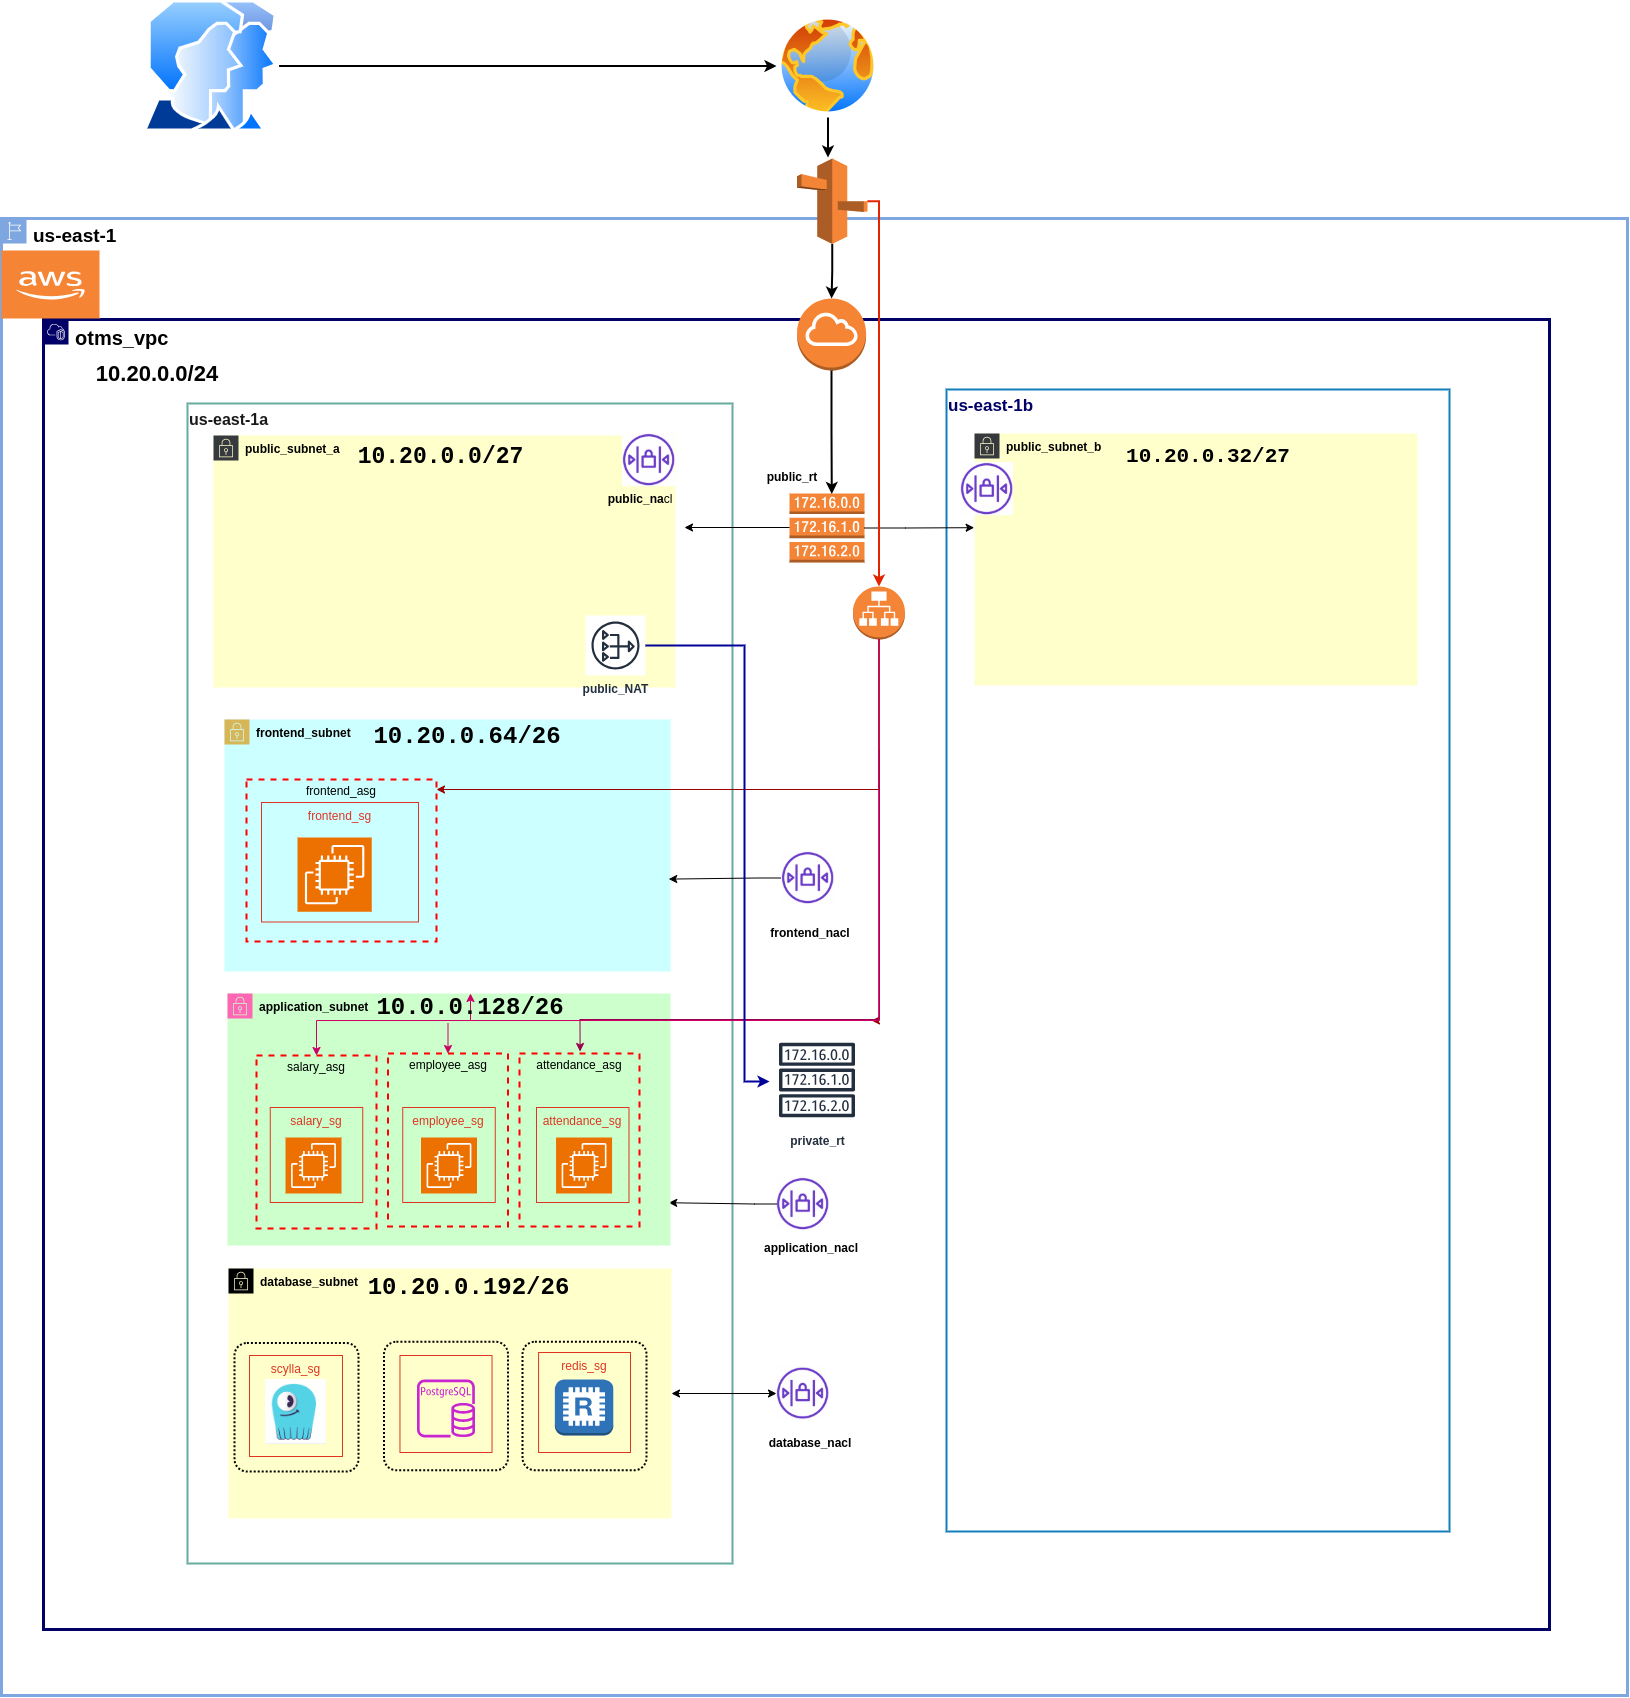 us-east-1
aws
otms_vpc
10.20.0.0/24
us-east-1a
us-east-1b
public_subnet_a
10.20.0.0/27
public_nacl
public_rt
172.16.0.0
172.16.1.0
172.16.2.0
public_subnet_b
10.20.0.32/27
public_NAT
frontend_subnet
10.20.0.64/26
frontend_asg
frontend_sg
frontend_nacl
application_subnet
10.0.0.128/26
salary_asg
employee_asg
attendance_asg
salary_sg
employee_sg
attendance_sg
172.16.0.0
172.16.1.0
172.16.2.0
private_rt
application_nacl
database_subnet
10.20.0.192/26
scylla_sg
PostgreSQL
redis_sg
R
database_nacl